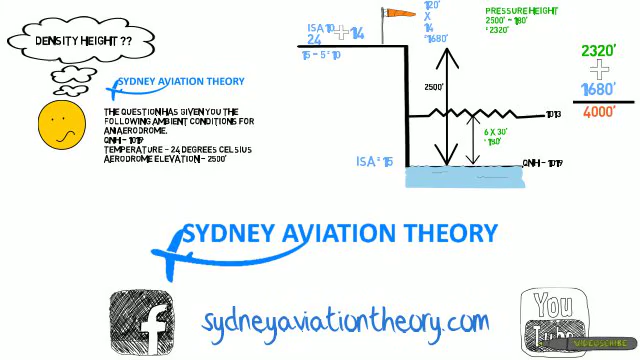 DENSITY HEIGHT ??
SYDNEY AVIATION THEORY
THE QUESTION HAS GIVEN YOU THE
FOLLOWING AMBIENT CONDITIONS FOR
AN AERODROME,
QNH - 1019
TEMPERATURE - 24 DEGREES CELSIUS
AERODROME ELEVATION - 2500'
ISA 10
24
+14
15 - 5 = 10
120'
X
14
=1680'
PRESSURE HEIGHT
2500' - 180'
=2320'
2320'
+
1680'
4000'
2500'
1013
6 X 30'
ISA = 15
QNH - 1019
SYDNEY AVIATION THEORY
f
sydneyaviationtheory.com
You
Tube
VIDEOSCRIBE